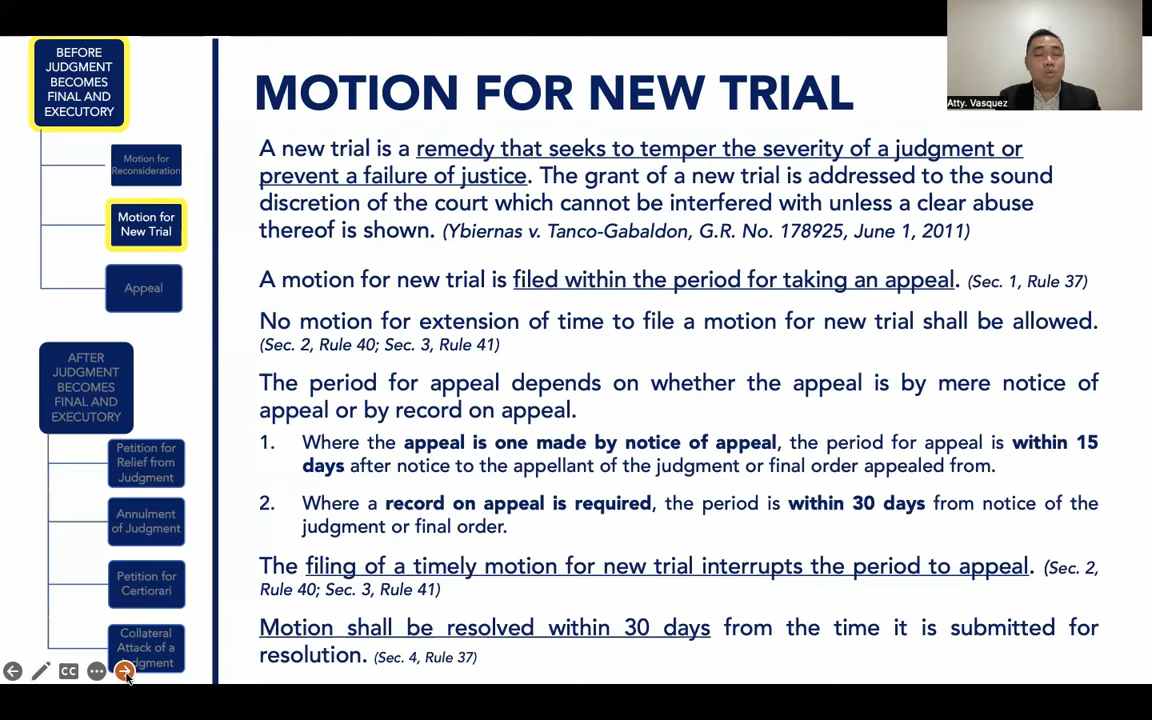 BEFORE
JUDGMENT
BECOMES
FINAL AND
EXECUTORY
Motion for
Reconsideration
Motion for
New Trial
Appeal
AFTER
JUDGMENT
BECOMES
FINAL AND
EXECUTORY
Petition for
Relief from
Judgment
Annulment
of Judgment
Petition for
Certiorari
Collateral
Attack of a
Judgment
CC
MOTION FOR NEW TRIAL
Atty. Vasquez
A new trial is a remedy that seeks to temper the severity of a judgment or
prevent a failure of justice. The grant of a new trial is addressed to the sound
discretion of the court which cannot be interfered with unless a clear abuse
thereof is shown. (Ybiernas v. Tanco-Gabaldon, G.R. No. 178925, June 1, 2011)
A motion for new trial is filed within the period for taking an appeal. (Sec. 1, Rule 37)
No motion for extension of time to file a motion for new trial shall be allowed.
(Sec. 2, Rule 40; Sec. 3, Rule 41)
The period for appeal depends on whether the appeal is by mere notice of
appeal or by record on appeal.
1. Where the appeal is one made by notice of appeal, the period for appeal is within 15
days after notice to the appellant of the judgment or final order appealed from.
2. Where a record on appeal is required, the period is within 30 days from notice of the
judgment or final order.
The filing of a timely motion for new trial interrupts the period to appeal. (Sec. 2,
Rule 40; Sec. 3, Rule 41)
Motion shall be resolved within 30 days from the time it is submitted for
resolution. (Sec. 4, Rule 37)